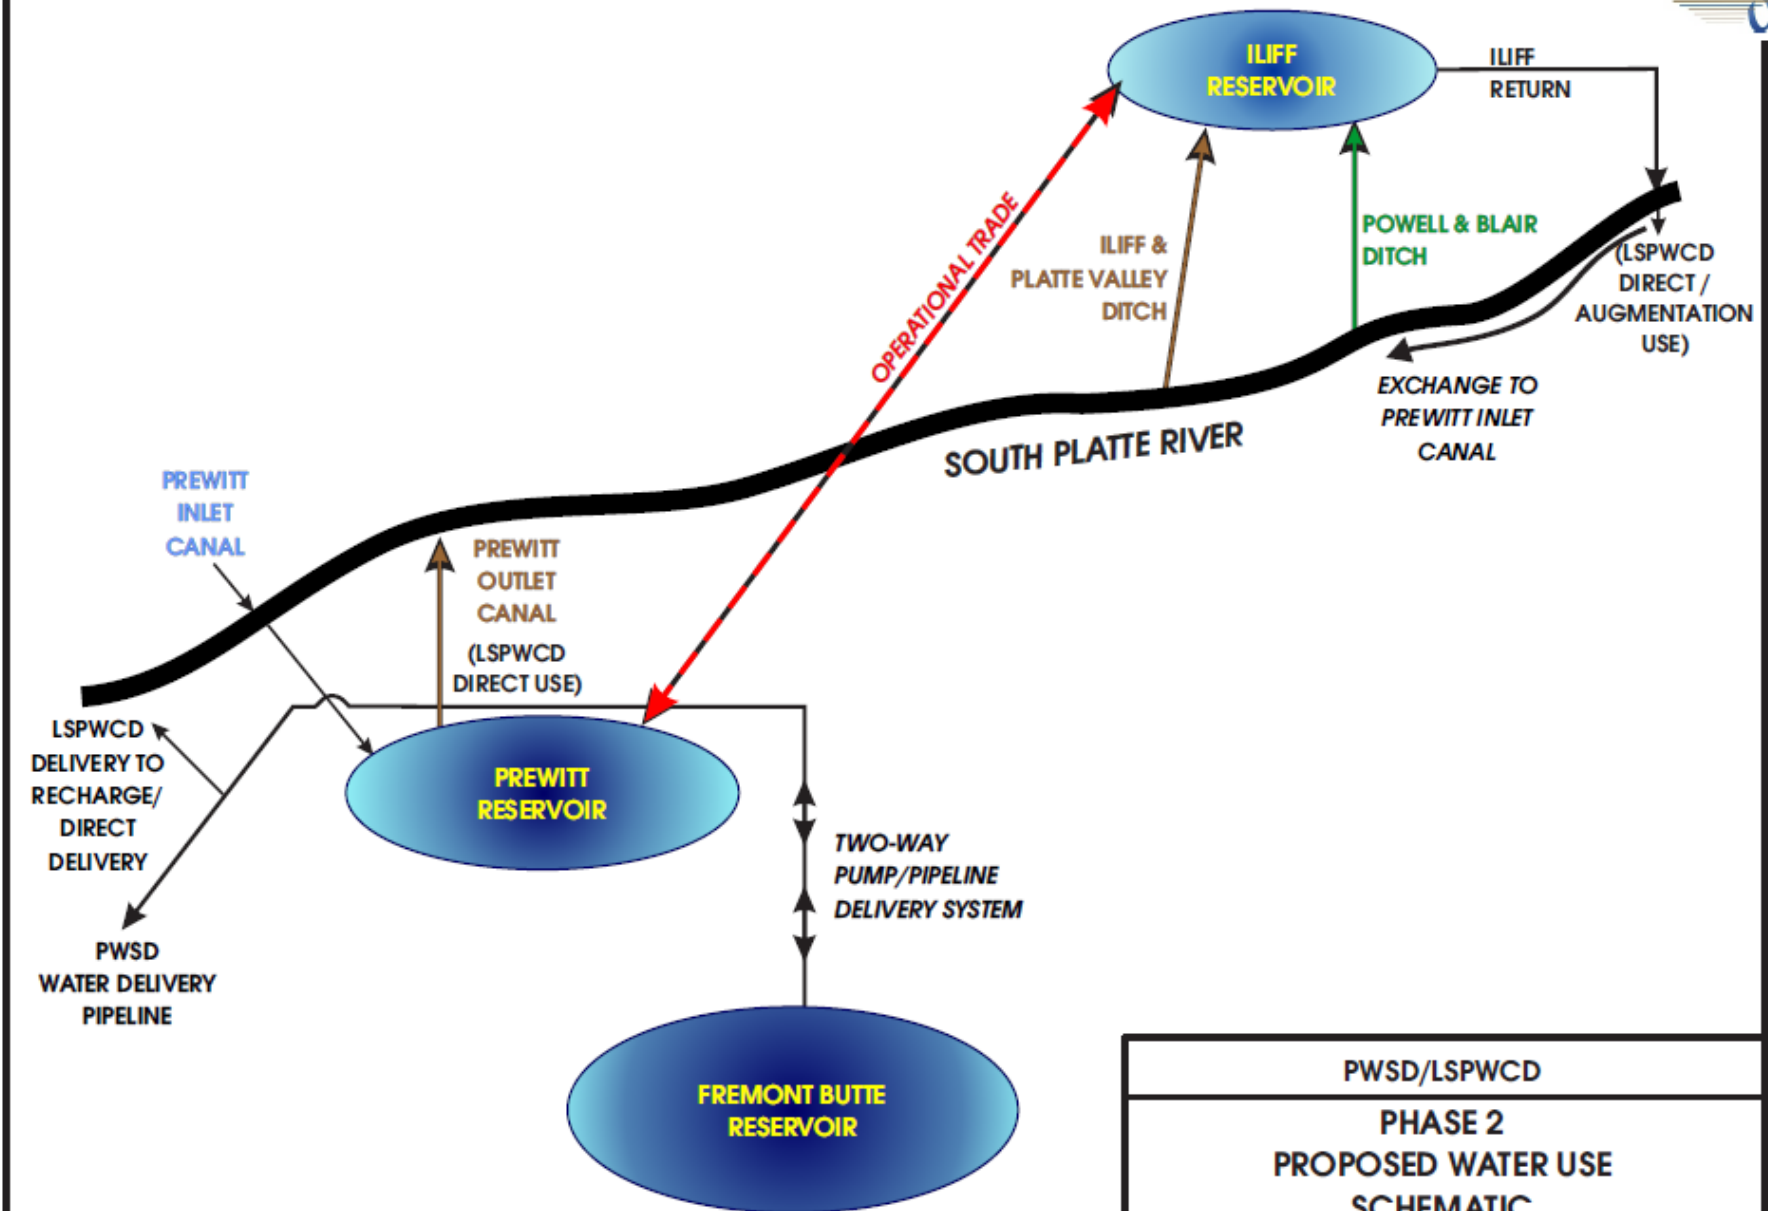 ILIFF
RESERVOIR
ILIFF
RETURN
OPERATIONAL TRADE
ILIFF &
PLATTE VALLEY
DITCH
POWELL & BLAIR
DITCH
(LSPWCD
DIRECT /
AUGMENTATION
USE)
EXCHANGE TO
PREWITT INLET
CANAL
SOUTH PLATTE RIVER
PREWITT
INLET
CANAL
PREWITT
OUTLET
CANAL
(LSPWCD
DIRECT USE)
LSPWCD
DELIVERY TO
RECHARGE/
DIRECT
DELIVERY
PREWITT
RESERVOIR
TWO-WAY
PUMP/PIPELINE
DELIVERY SYSTEM
PWSD
WATER DELIVERY
PIPELINE
FREMONT BUTTE
RESERVOIR
PWSD/LSPWCD
PHASE 2
PROPOSED WATER USE
SCHEMATIC